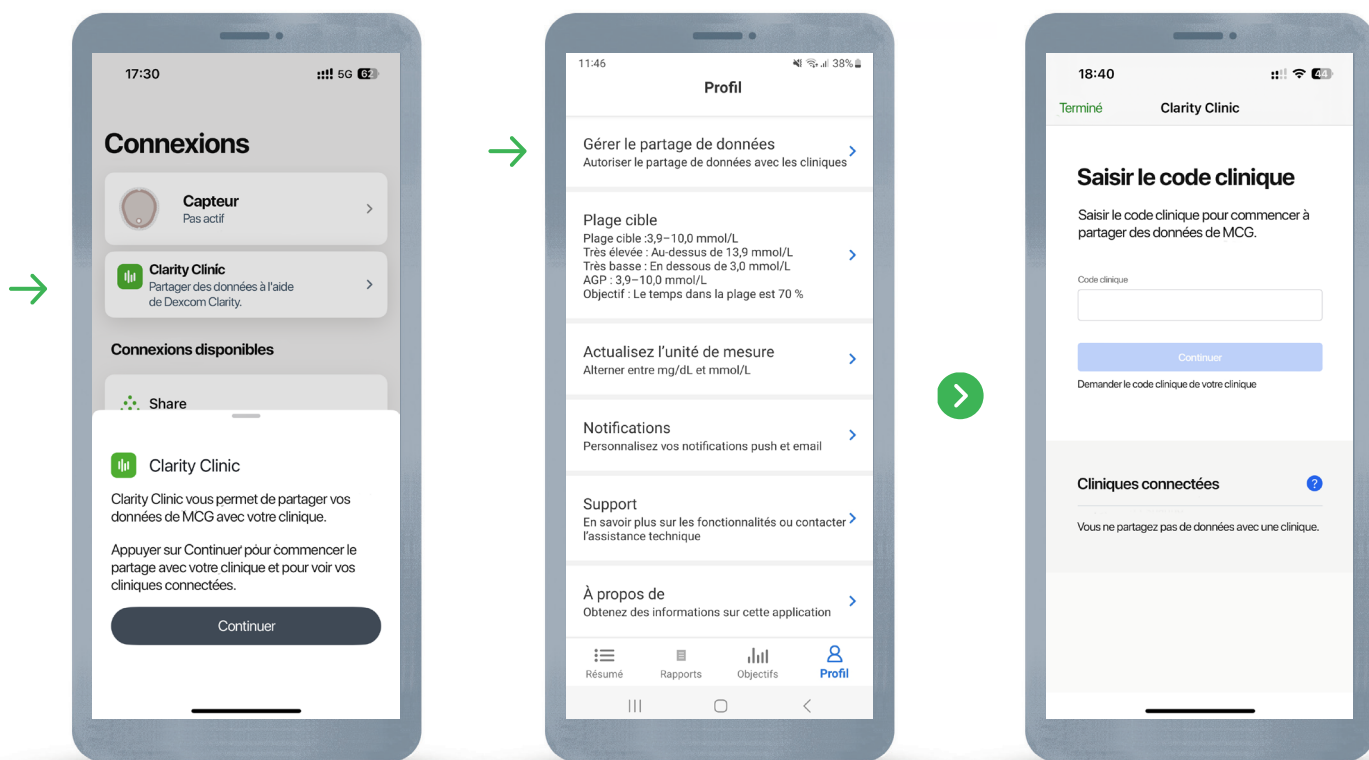 17:30
5G 62
Connexions
Capteur
Pas actif
Clarity Clinic
Partager des données à l'aide
de Dexcom Clarity.
Connexions disponibles
Share
Clarity Clinic
Clarity Clinic vous permet de partager vos
données de MCG avec votre clinique.
Appuyer sur Continuer pour commencer le
partage avec votre clinique et pour voir vos
cliniques connectées.
Continuer
11:46
38%
Profil
Gérer le partage de données
Autoriser le partage de données avec les cliniques
Plage cible
Plage cible :3,9–10,0 mmol/L
Très élevée : Au-dessus de 13,9 mmol/L
Très basse : En dessous de 3,0 mmol/L
AGP : 3,9–10,0 mmol/L
Objectif : Le temps dans la plage est 70 %
Actualisez l’unité de mesure
Alterner entre mg/dL et mmol/L
Notifications
Personnalisez vos notifications push et email
Support
En savoir plus sur les fonctionnalités ou contacter
l’assistance technique
À propos de
Obtenez des informations sur cette application
Résumé
Rapports
Objectifs
Profil
18:40
44
Terminé
Clarity Clinic
Saisir le code clinique
Saisir le code clinique pour commencer à
partager des données de MCG.
Code clinique
Continuer
Demander le code clinique de votre clinique
Cliniques connectées
?
Vous ne partagez pas de données avec une clinique.